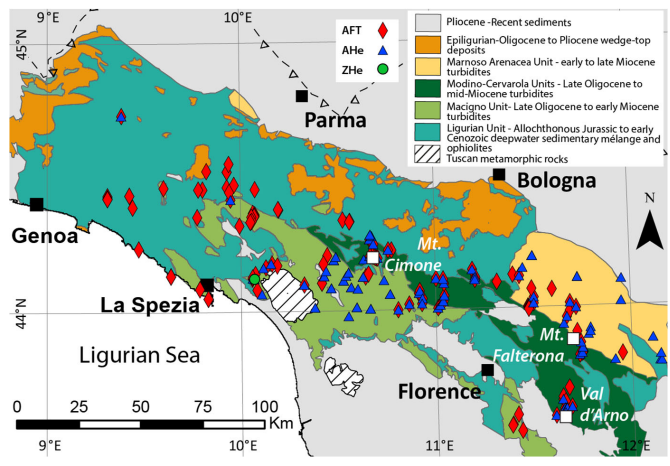 9°E
10°E
45°N
AFT
AHe
ZHe
Pliocene -Recent sediments
Epiligurian-Oligocene to Pliocene wedge-top
deposits
Marnoso Arenacea Unit - early to late Miocene
turbidites
Modino-Cervarola Units - Late Oligocene to
mid-Miocene turbidites
Macigno Unit- Late Oligocene to early Miocene
turbidites
Ligurian Unit - Allochthonous Jurassic to early
Cenozoic deepwater sedimentary mélange and
ophiolites
Tuscan metamorphic rocks
Parma
Bologna
N
Genoa
Mt.
Cimone
La Spezia
44°N
Ligurian Sea
Mt.
Falterona
Florence
Val
d'Arno
0 25 50 75 100
Km
9°E
10°E
11°E
12°E